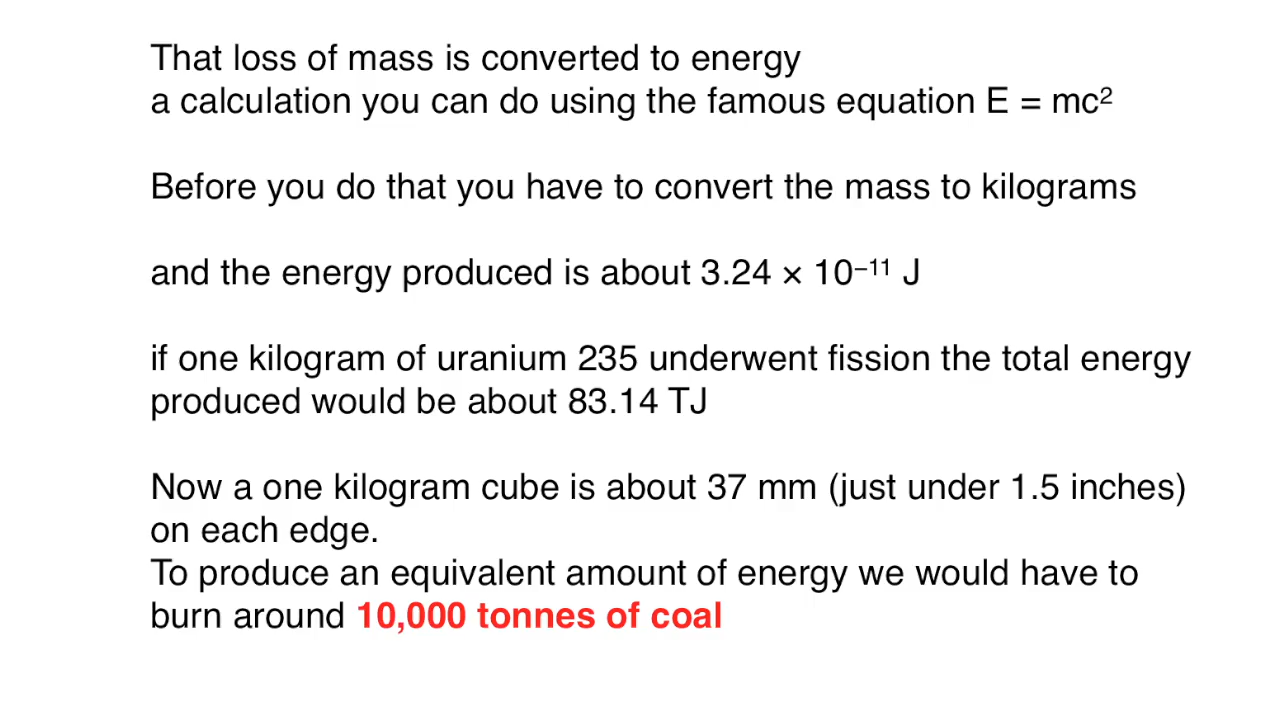 That loss of mass is converted to energy
a calculation you can do using the famous equation E = mc²
Before you do that you have to convert the mass to kilograms
and the energy produced is about 3.24 × 10⁻¹¹ J
if one kilogram of uranium 235 underwent fission the total energy
produced would be about 83.14 TJ
Now a one kilogram cube is about 37 mm (just under 1.5 inches)
on each edge.
To produce an equivalent amount of energy we would have to
burn around 10,000 tonnes of coal